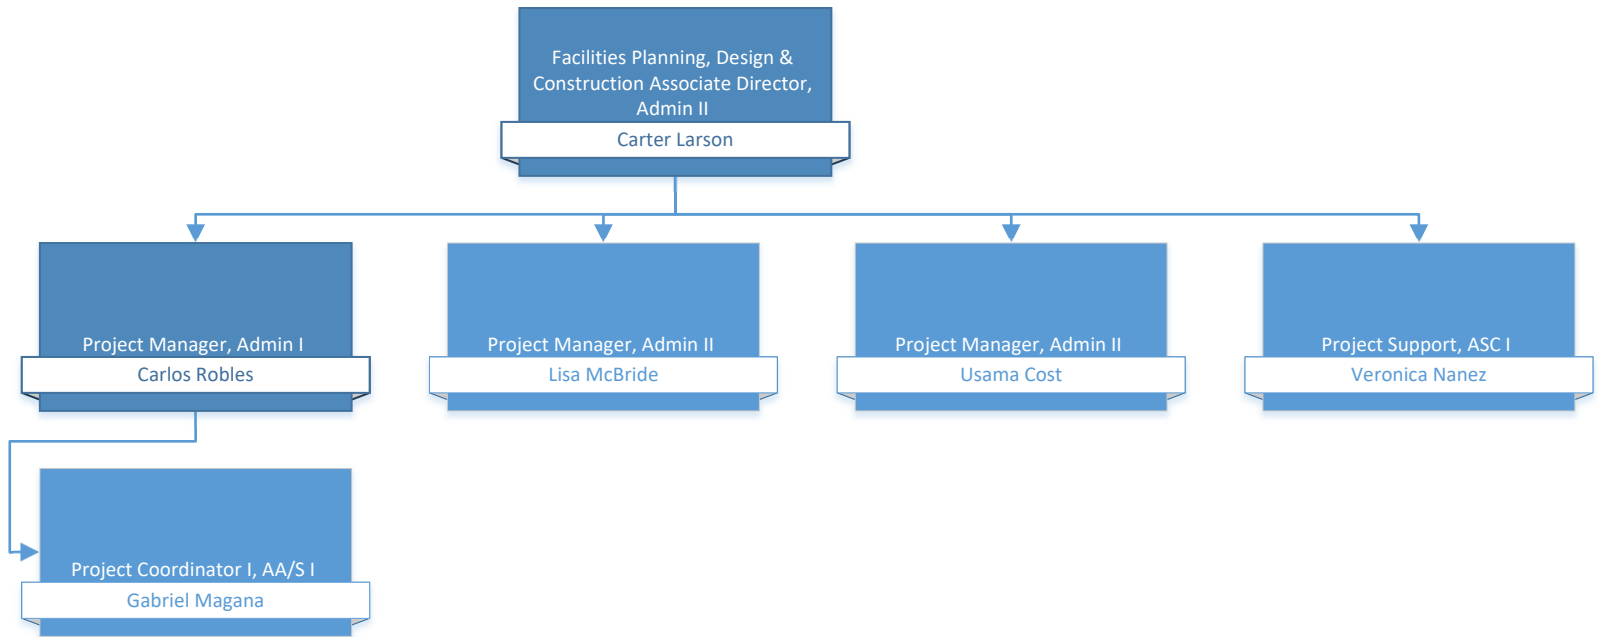 Facilities Planning, Design &
Construction Associate Director,
Admin II
Carter Larson
Project Manager, Admin I
Carlos Robles
Project Manager, Admin II
Lisa McBride
Project Manager, Admin II
Usama Cost
Project Support, ASC I
Veronica Nanez
Project Coordinator I, AA/S I
Gabriel Magana